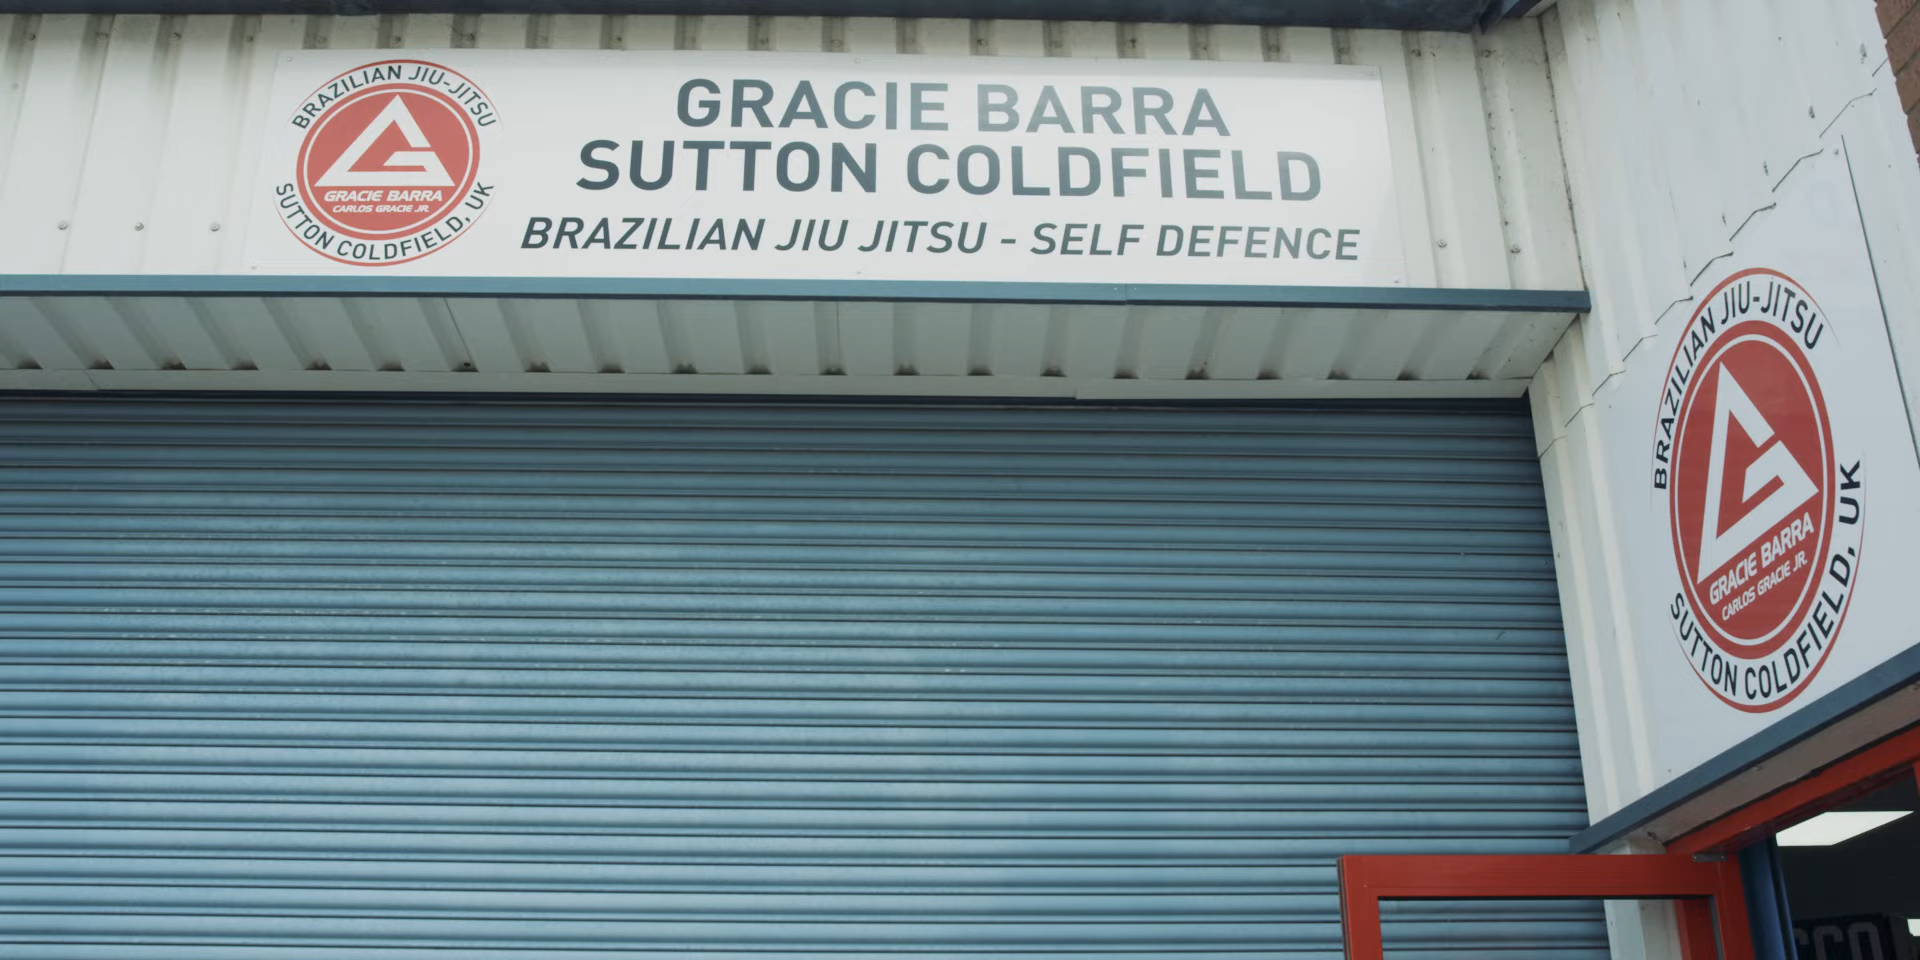 BRAZILIAN JIU-JITSU
GRACIE BARRA
CARLOS GRACIE JR.
SUTTON COLDFIELD, UK
GRACIE BARRA
SUTTON COLDFIELD
BRAZILIAN JIU JITSU - SELF DEFENCE
BRAZILIAN JIU-JITSU
GRACIE BARRA
CARLOS GRACIE JR.
SUTTON COLDFIELD, UK